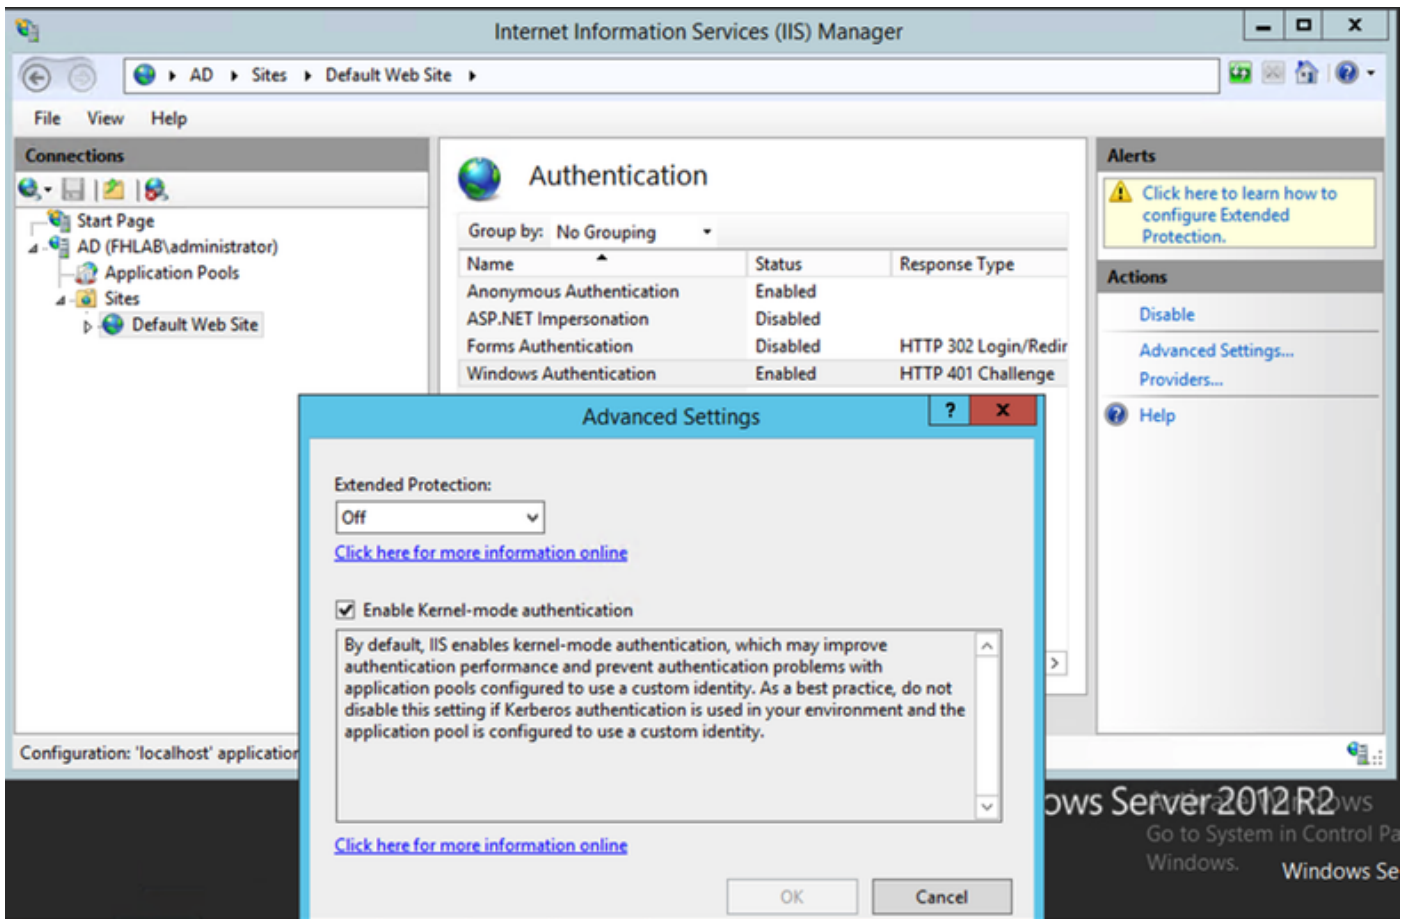 Internet Information Services (IIS) Manager
AD Sites Default Web Site
File View Help
Connections
Start Page
AD (FHLAB\administrator)
Application Pools
Sites
Default Web Site
Authentication
Group by: No Grouping
Name Status Response Type
Anonymous Authentication Enabled
ASP.NET Impersonation Disabled
Forms Authentication Disabled HTTP 302 Login/Redir
Windows Authentication Enabled HTTP 401 Challenge
Alerts
Click here to learn how to
configure Extended
Protection.
Actions
Disable
Advanced Settings...
Providers...
Help
Advanced Settings
?
Extended Protection:
Off
Click here for more information online
Enable Kernel-mode authentication
By default, IIS enables kernel-mode authentication, which may improve
authentication performance and prevent authentication problems with
application pools configured to use a custom identity. As a best practice, do not
disable this setting if Kerberos authentication is used in your environment and the
application pool is configured to use a custom identity.
Click here for more information online
OK Cancel
Configuration: 'localhost' application
ows Server 2012 R2
Activate Windows
Go to System in Control Pa
Windows.
Windows Se